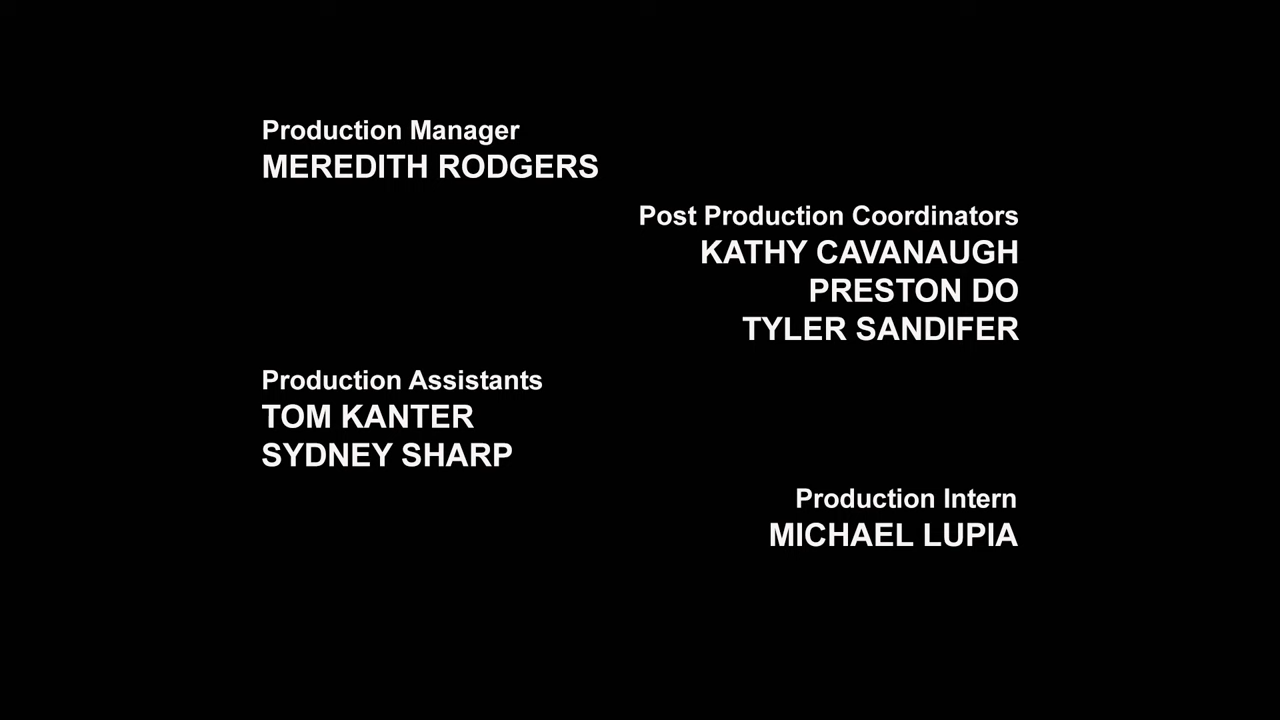 Production Manager
MEREDITH RODGERS
Post Production Coordinators
KATHY CAVANAUGH
PRESTON DO
TYLER SANDIFER
Production Assistants
TOM KANTER
SYDNEY SHARP
Production Intern
MICHAEL LUPIA